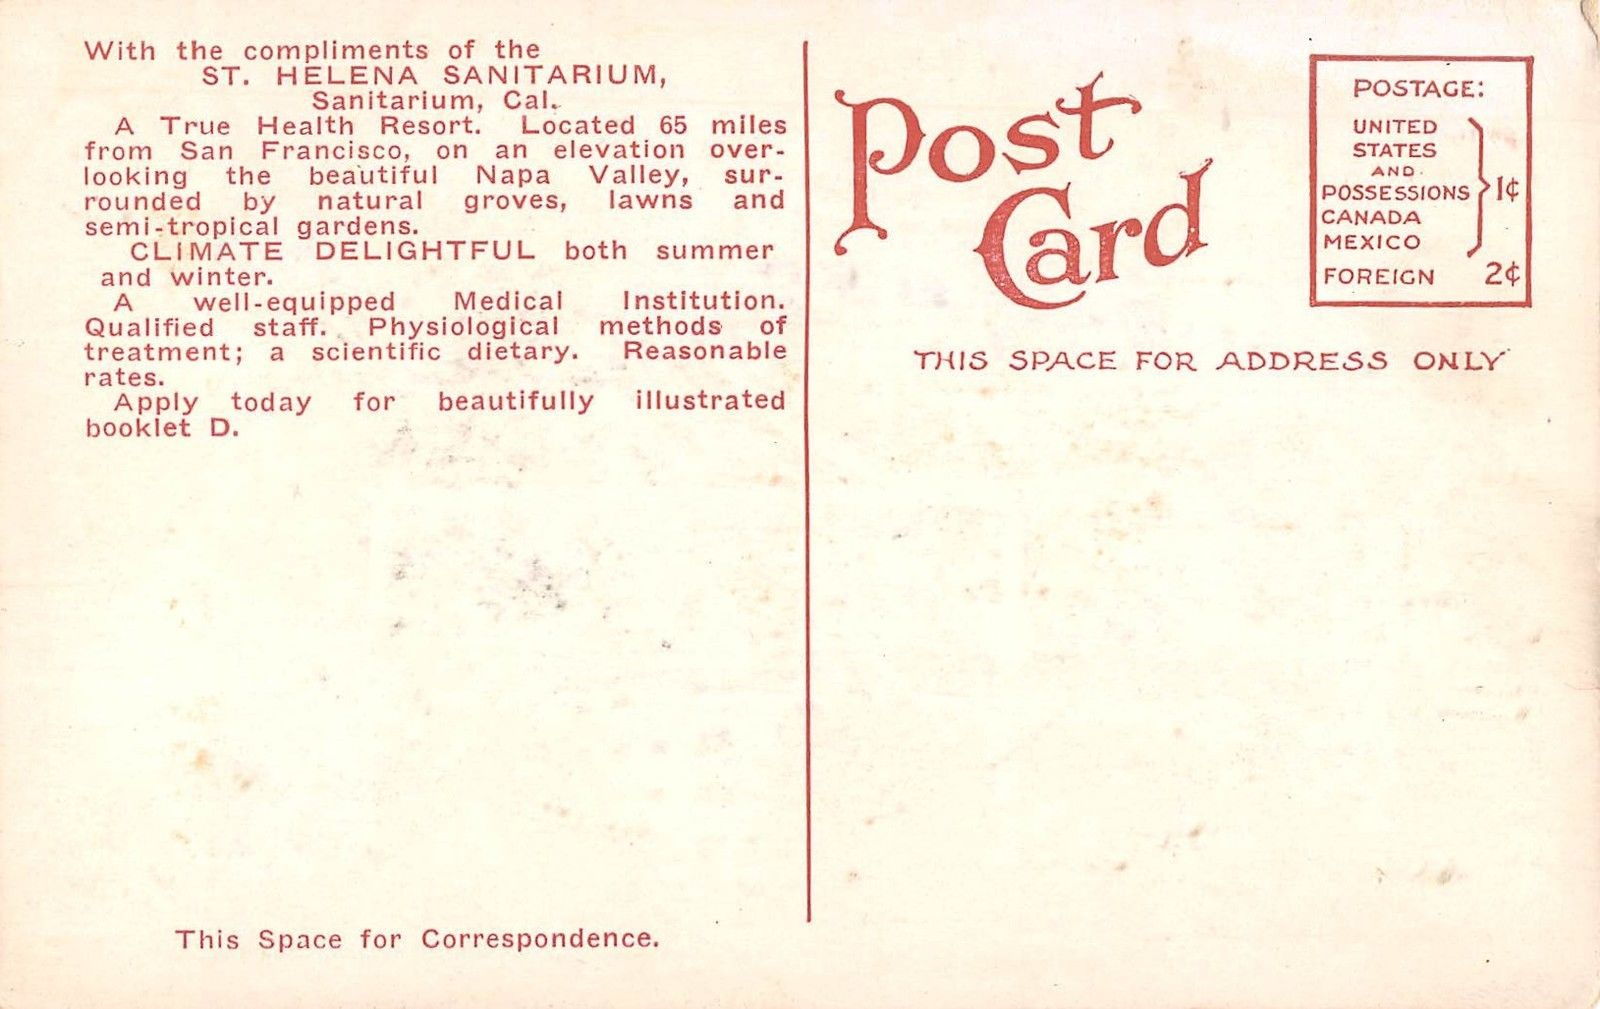 With the compliments of the
ST. HELENA SANITARIUM,
Sanitarium, Cal.
A True Health Resort. Located 65 miles
from San Francisco, on an elevation over-
looking the beautiful Napa Valley, sur-
rounded by natural groves, lawns and
semi-tropical gardens.
CLIMATE DELIGHTFUL both summer
and winter.
A well-equipped Medical Institution.
Qualified staff. Physiological methods of
treatment; a scientific dietary. Reasonable
rates.
Apply today for beautifully illustrated
booklet D.
This Space for Correspondence.
Post
Card
POSTAGE:
UNITED
STATES
AND
POSSESSIONS 1¢
CANADA
MEXICO
FOREIGN 2¢
THIS SPACE FOR ADDRESS ONLY